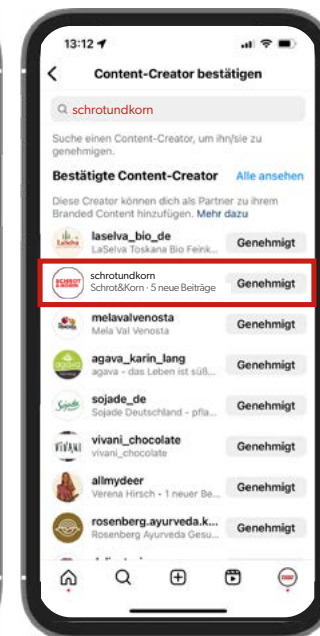 13:12
Content-Creator bestätigen
schrotundkorn
Suche einen Content-Creator, um ihn/sie zu
genehmigen.
Bestätigte Content-Creator Alle ansehen
Diese Creator können dich als Partner zu ihrem
Branded Content hinzufügen. Mehr
dazu
laselva_bio_de
LaSelva Toskana Bio Feink...
Genehmigt
schrotundkorn
Schrot&Korn · 5 neue Beiträge
Genehmigt
melavalvenosta
Mela Val Venosta
Genehmigt
agava_karin_lang
agava - das Leben ist süß...
Genehmigt
sojade_de
Sojade Deutschland - pfla...
Genehmigt
vivani_chocolate
vivani_chocolate
Genehmigt
allmydeer
Verena Hirsch • 1 neuer Be...
Genehmigt
rosenberg.ayurveda.k...
Rosenberg Ayurveda Gesu...
Genehmigt